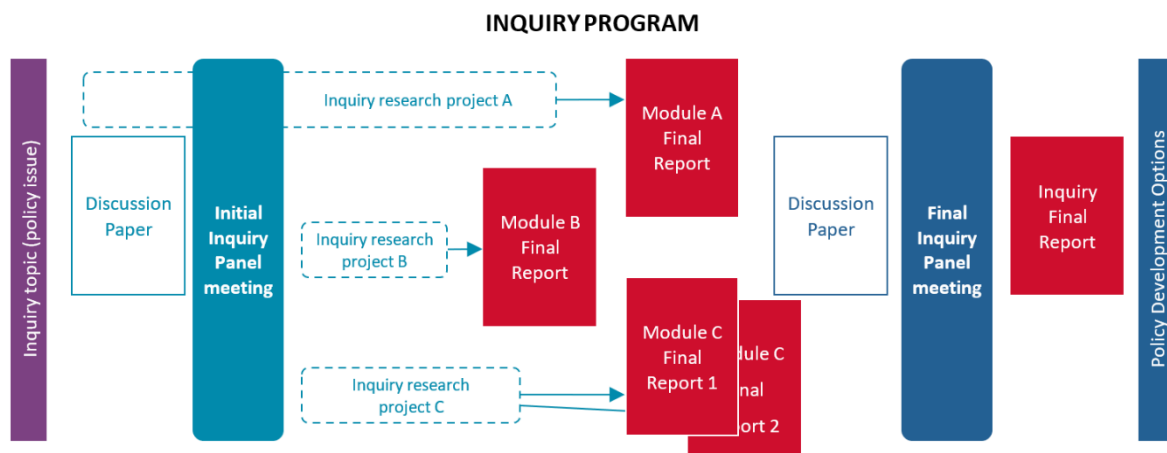 INQUIRY PROGRAM
Inquiry topic (policy issue)
Discussion
Paper
Initial
Inquiry
Panel
meeting
Inquiry research project A
Module A
Final
Report
Inquiry research
project B
Module B
Final
Report
Inquiry research
project C
Module C
Final
Report 1
dule C
nal
ort 2
Discussion
Paper
Final
Inquiry
Panel
meeting
Inquiry
Final
Report
Policy Development Options